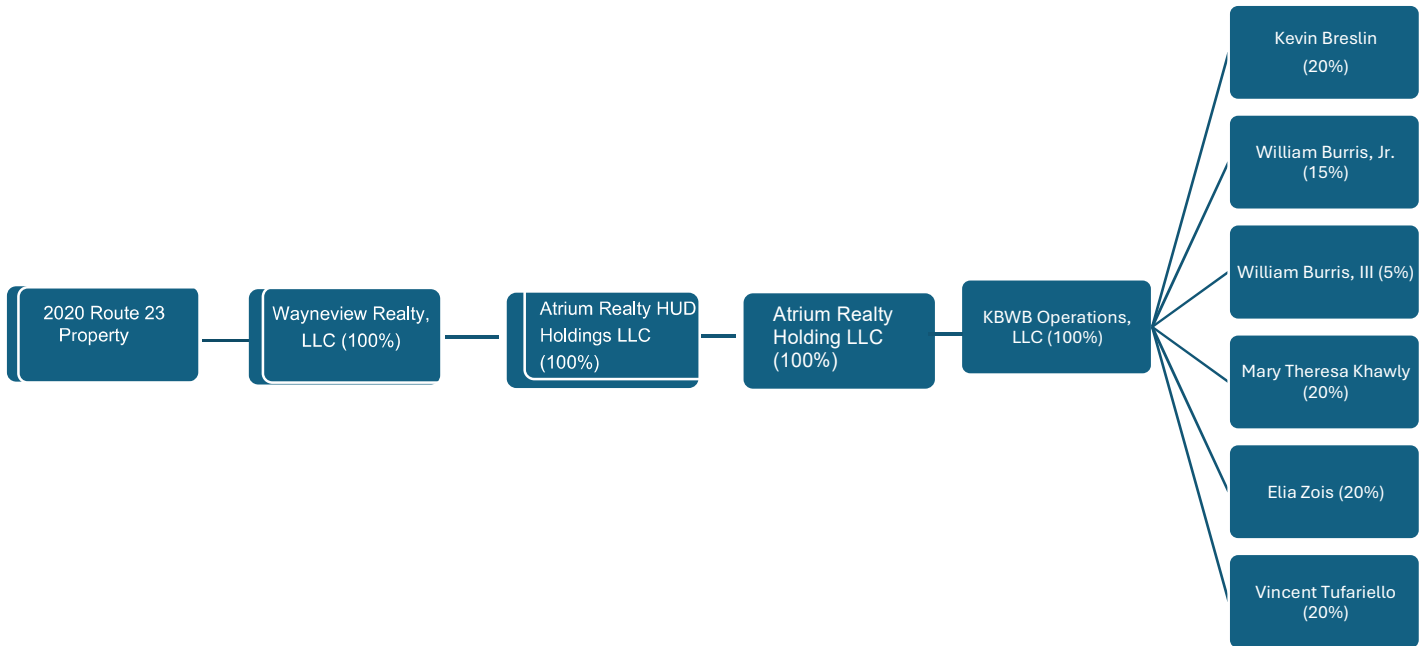 2020 Route 23
Property
Wayneview Realty,
LLC (100%)
Atrium Realty HUD
Holdings LLC
(100%)
Atrium Realty
Holding LLC
(100%)
KBWB Operations,
LLC (100%)
Kevin Breslin
(20%)
William Burris, Jr.
(15%)
William Burris, III (5%)
Mary Theresa Khawly
(20%)
Elia Zois (20%)
Vincent Tufariello
(20%)